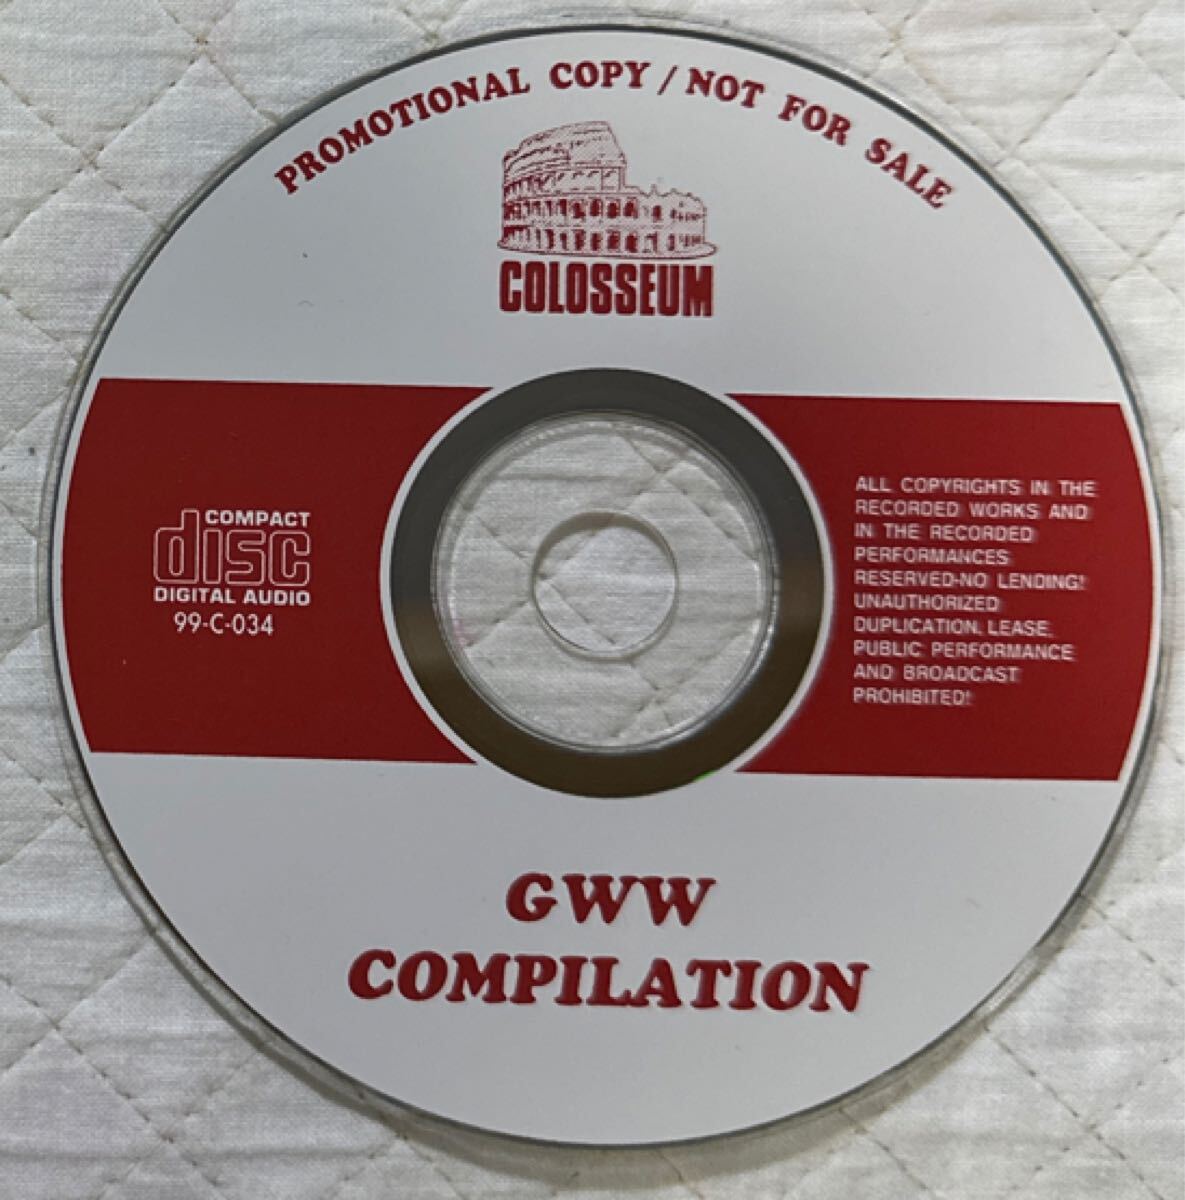 PROMOTIONAL COPY / NOT FOR SALE
COLOSSEUM
COMPACT
disc
DIGITAL AUDIO
99-C-034
ALL COPYRIGHTS IN THE
RECORDED WORKS AND
IN THE RECORDED
PERFORMANCES
RESERVED-NO LENDING!
UNAUTHORIZED
DUPLICATION, LEASE,
PUBLIC PERFORMANCE
AND BROADCAST
PROHIBITED!
GWW
COMPILATION